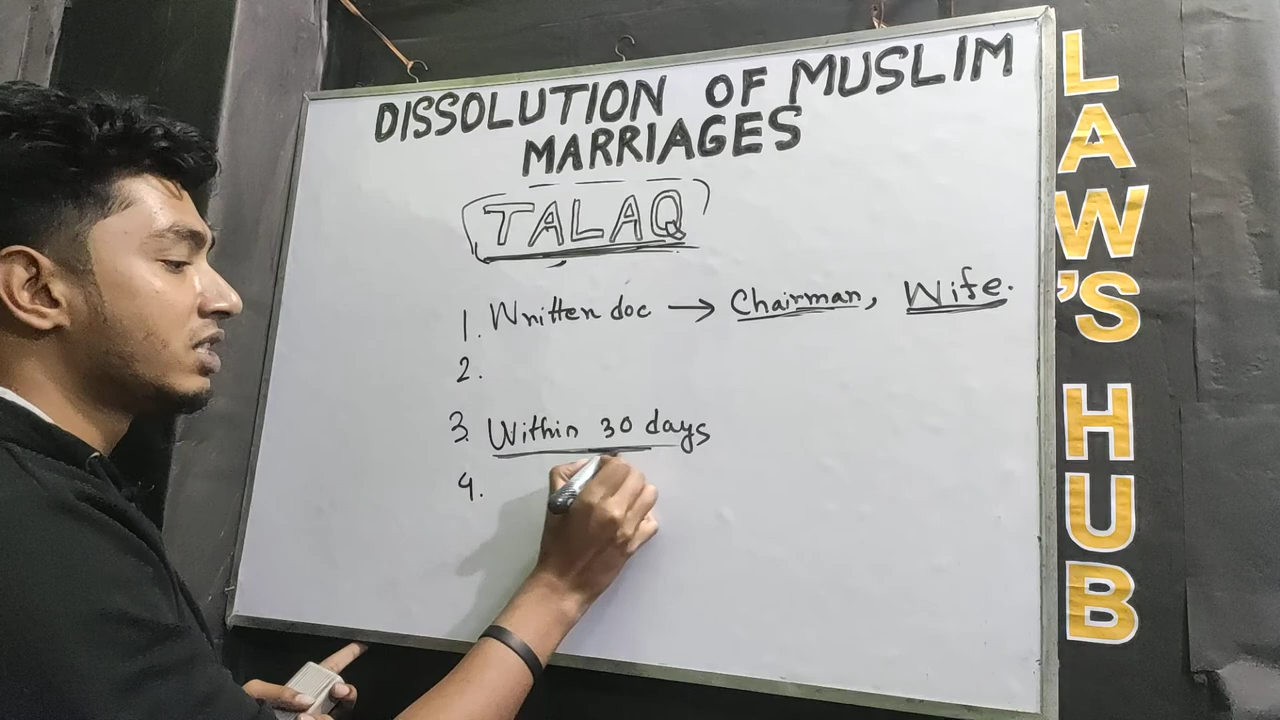 DISSOLUTION OF MUSLIM
MARRIAGES
TALAQ
1. Written doc → Chairman, Wife.
2.
3. Within 30 days
4.
LAW'S HUB